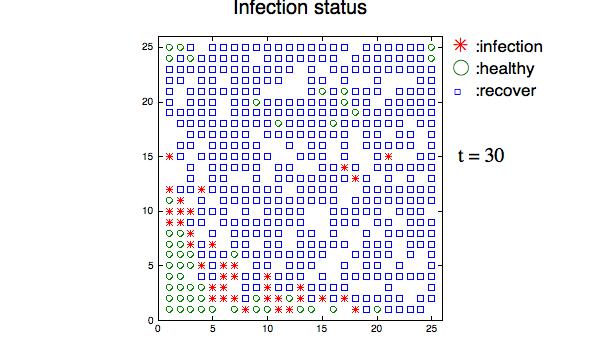 Infection status
:infection
:healthy
:recover
t = 30
25
20
15
10
5
0
0 5 10 15 20 25